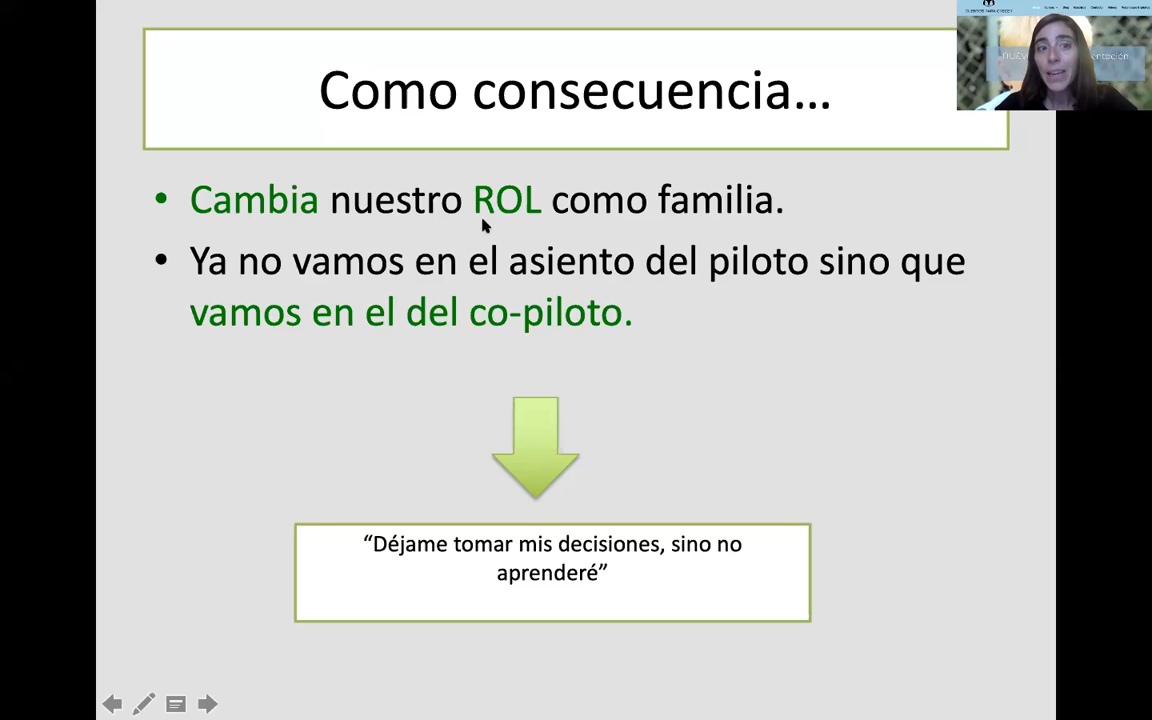 Como consecuencia...
• Cambia nuestro ROL como familia.
• Ya no vamos en el asiento del piloto sino que
vamos en el del co-piloto.
“Déjame tomar mis decisiones, sino no
aprenderé”